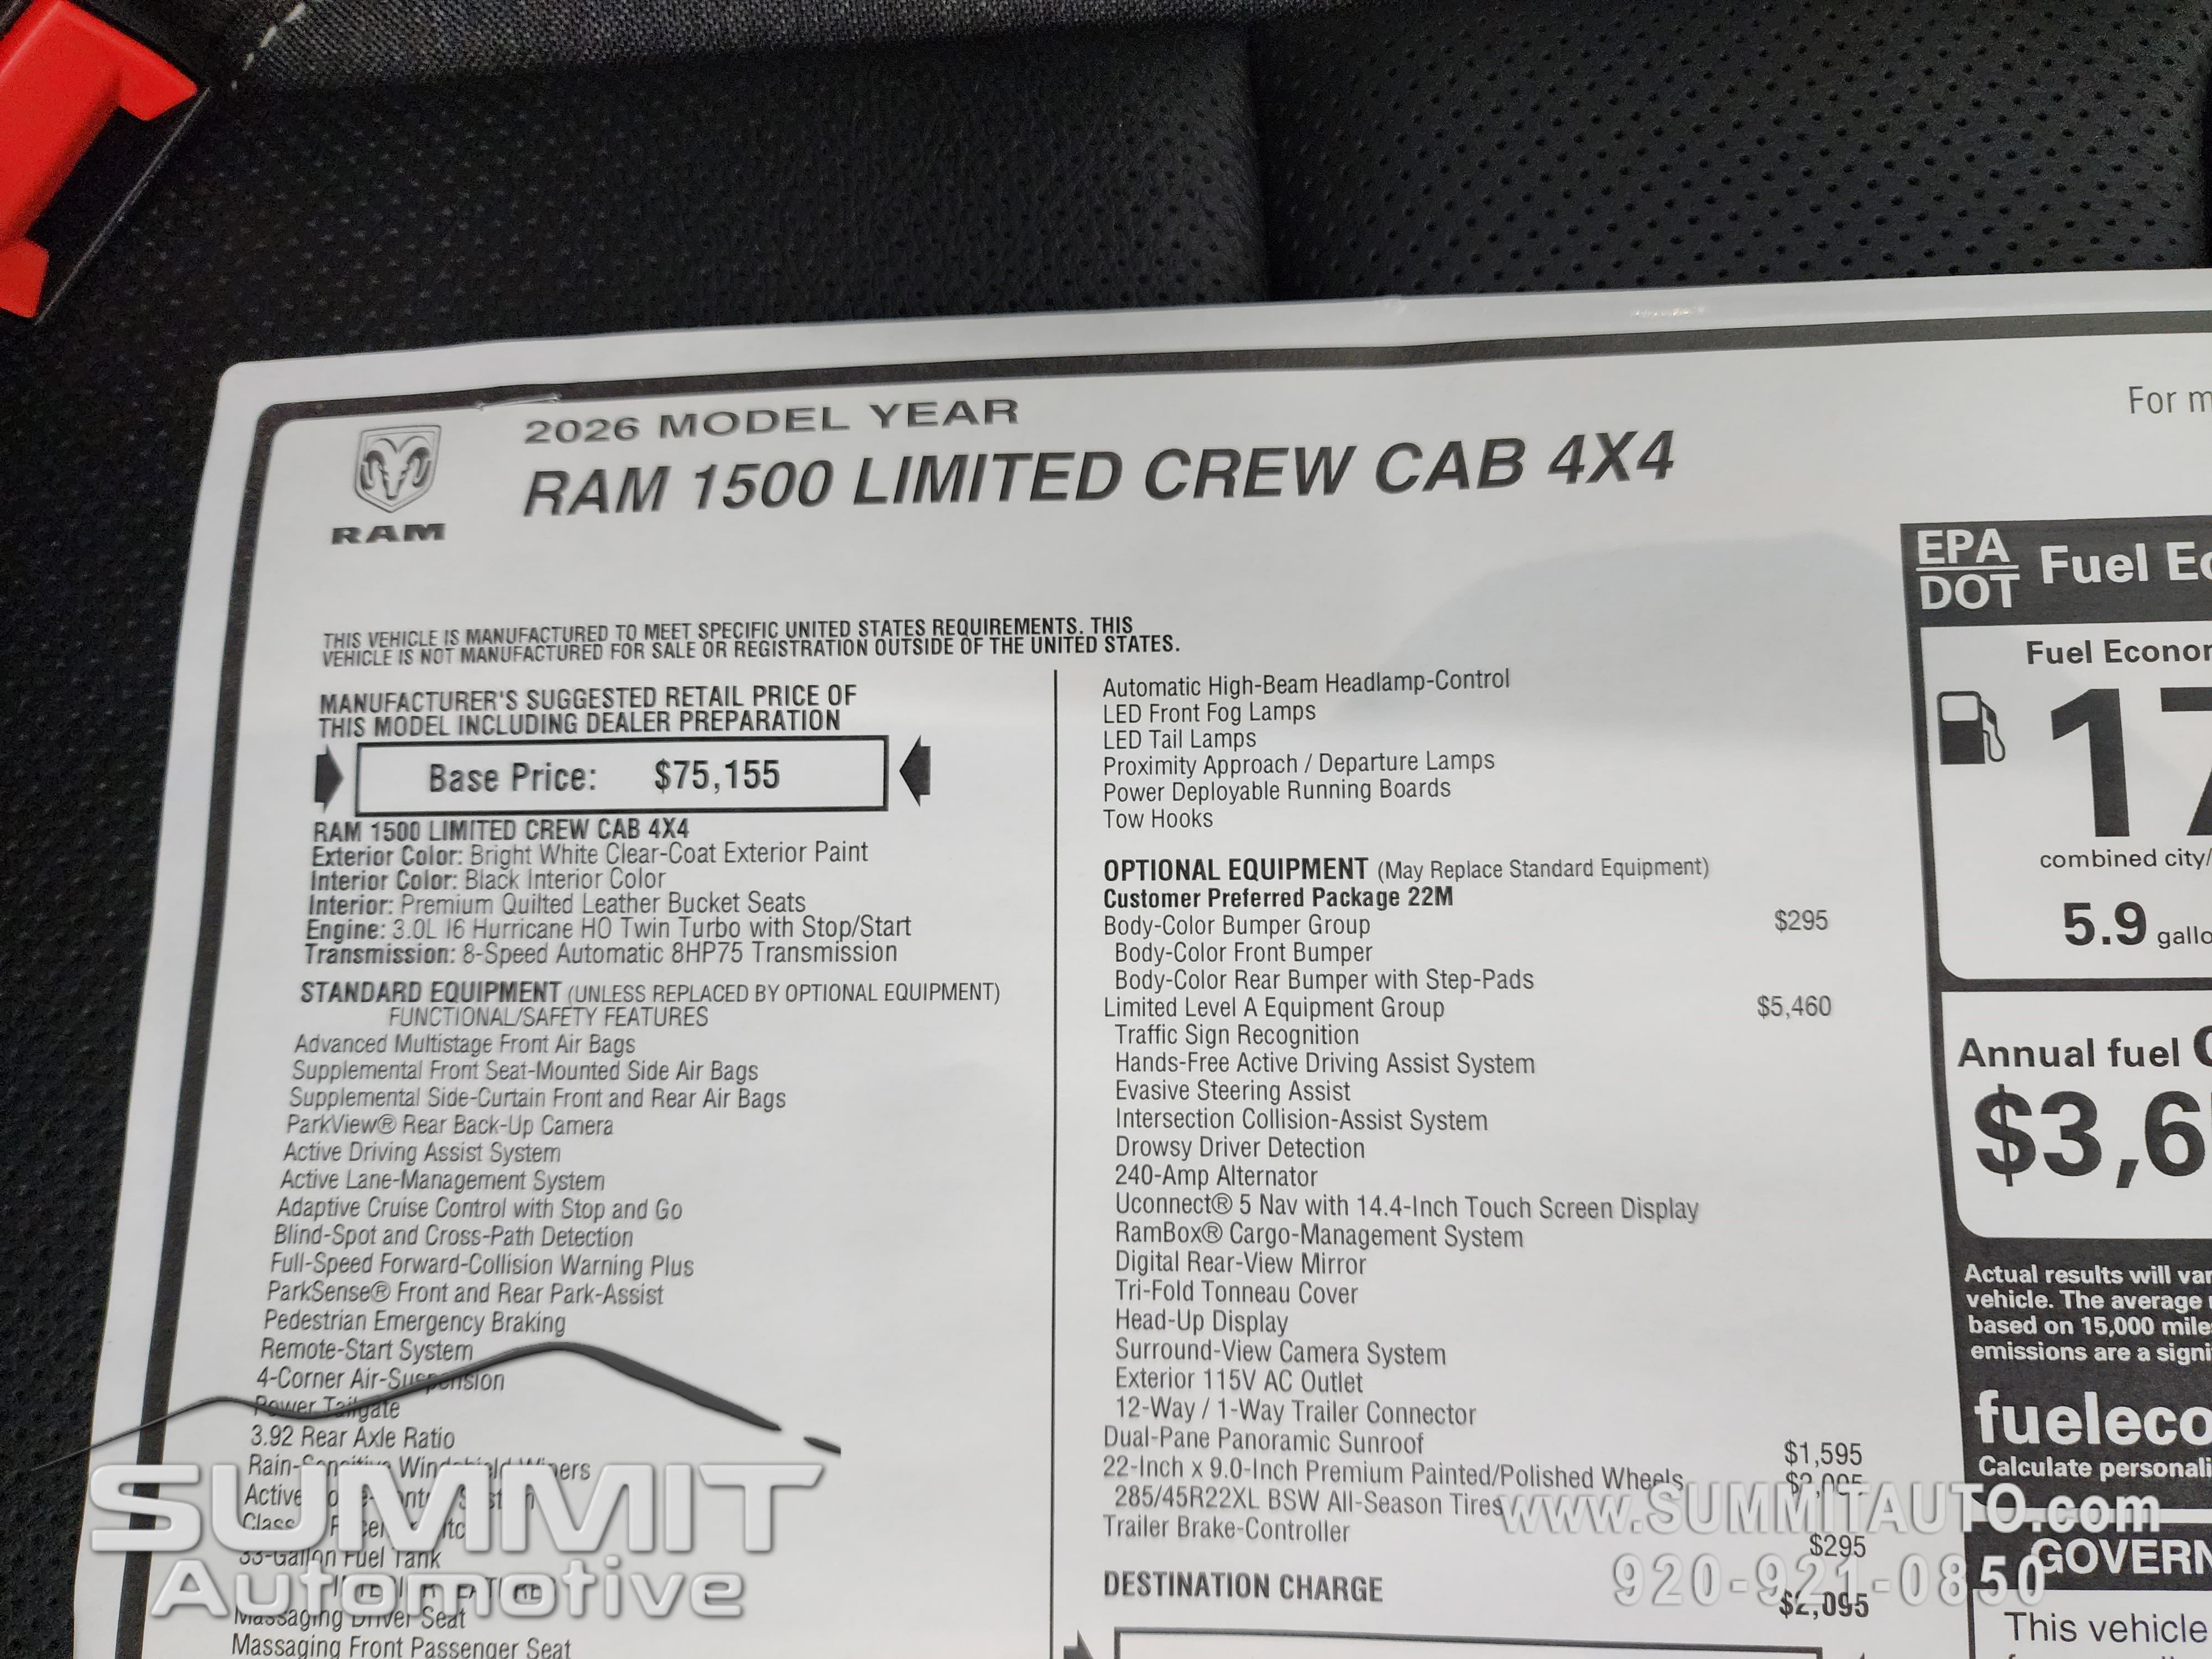 2026 MODEL YEAR
RAM 1500 LIMITED CREW CAB 4X4
RAM
For m
THIS VEHICLE IS MANUFACTURED TO MEET SPECIFIC UNITED STATES REQUIREMENTS. THIS
VEHICLE IS NOT MANUFACTURED FOR SALE OR REGISTRATION OUTSIDE OF THE UNITED STATES.
MANUFACTURER'S SUGGESTED RETAIL PRICE OF
THIS MODEL INCLUDING DEALER PREPARATION
Base Price: $75,155
RAM 1500 LIMITED CREW CAB 4X4
Exterior Color: Bright White Clear-Coat Exterior Paint
Interior Color: Black Interior Color
Interior: Premium Quilted Leather Bucket Seats
Engine: 3.0L I6 Hurricane HO Twin Turbo with Stop/Start
Transmission: 8-Speed Automatic 8HP75 Transmission
STANDARD EQUIPMENT (UNLESS REPLACED BY OPTIONAL EQUIPMENT)
FUNCTIONAL/SAFETY FEATURES
Advanced Multistage Front Air Bags
Supplemental Front Seat-Mounted Side Air Bags
Supplemental Side-Curtain Front and Rear Air Bags
ParkView® Rear Back-Up Camera
Active Driving Assist System
Active Lane-Management System
Adaptive Cruise Control with Stop and Go
Blind-Spot and Cross-Path Detection
Full-Speed Forward-Collision Warning Plus
ParkSense® Front and Rear Park-Assist
Pedestrian Emergency Braking
Remote-Start System
4-Corner Air-Suspension
Power Tailgate
3.92 Rear Axle Ratio
Rain-Sensitive Windshield Wipers
Active
Class
33-Gallon Fuel Tank
Massaging Driver Seat
Massaging Front Passenger Seat
Automatic High-Beam Headlamp-Control
LED Front Fog Lamps
LED Tail Lamps
Proximity Approach / Departure Lamps
Power Deployable Running Boards
Tow Hooks
OPTIONAL EQUIPMENT (May Replace Standard Equipment)
Customer Preferred Package 22M
Body-Color Bumper Group $295
Body-Color Front Bumper
Body-Color Rear Bumper with Step-Pads
Limited Level A Equipment Group $5,460
Traffic Sign Recognition
Hands-Free Active Driving Assist System
Evasive Steering Assist
Intersection Collision-Assist System
Drowsy Driver Detection
240-Amp Alternator
Uconnect® 5 Nav with 14.4-Inch Touch Screen Display
RamBox® Cargo-Management System
Digital Rear-View Mirror
Tri-Fold Tonneau Cover
Head-Up Display
Surround-View Camera System
Exterior 115V AC Outlet
12-Way / 1-Way Trailer Connector
Dual-Pane Panoramic Sunroof $1,595
22-Inch x 9.0-Inch Premium Painted/Polished Wheels $2,095
285/45R22XL BSW All-Season Tires
Trailer Brake-Controller $295
DESTINATION CHARGE $2,095
EPA
DOT
Fuel Ec
Fuel Econor
17
combined city/
5.9 gallo
Annual fuel C
$3,6
Actual results will var
vehicle. The average
based on 15,000 mile
emissions are a signi
fueleco
Calculate personali
GOVERN
This vehicle
SUMMIT
Automotive
www.SUMMITAUTO.com
920-921-0850